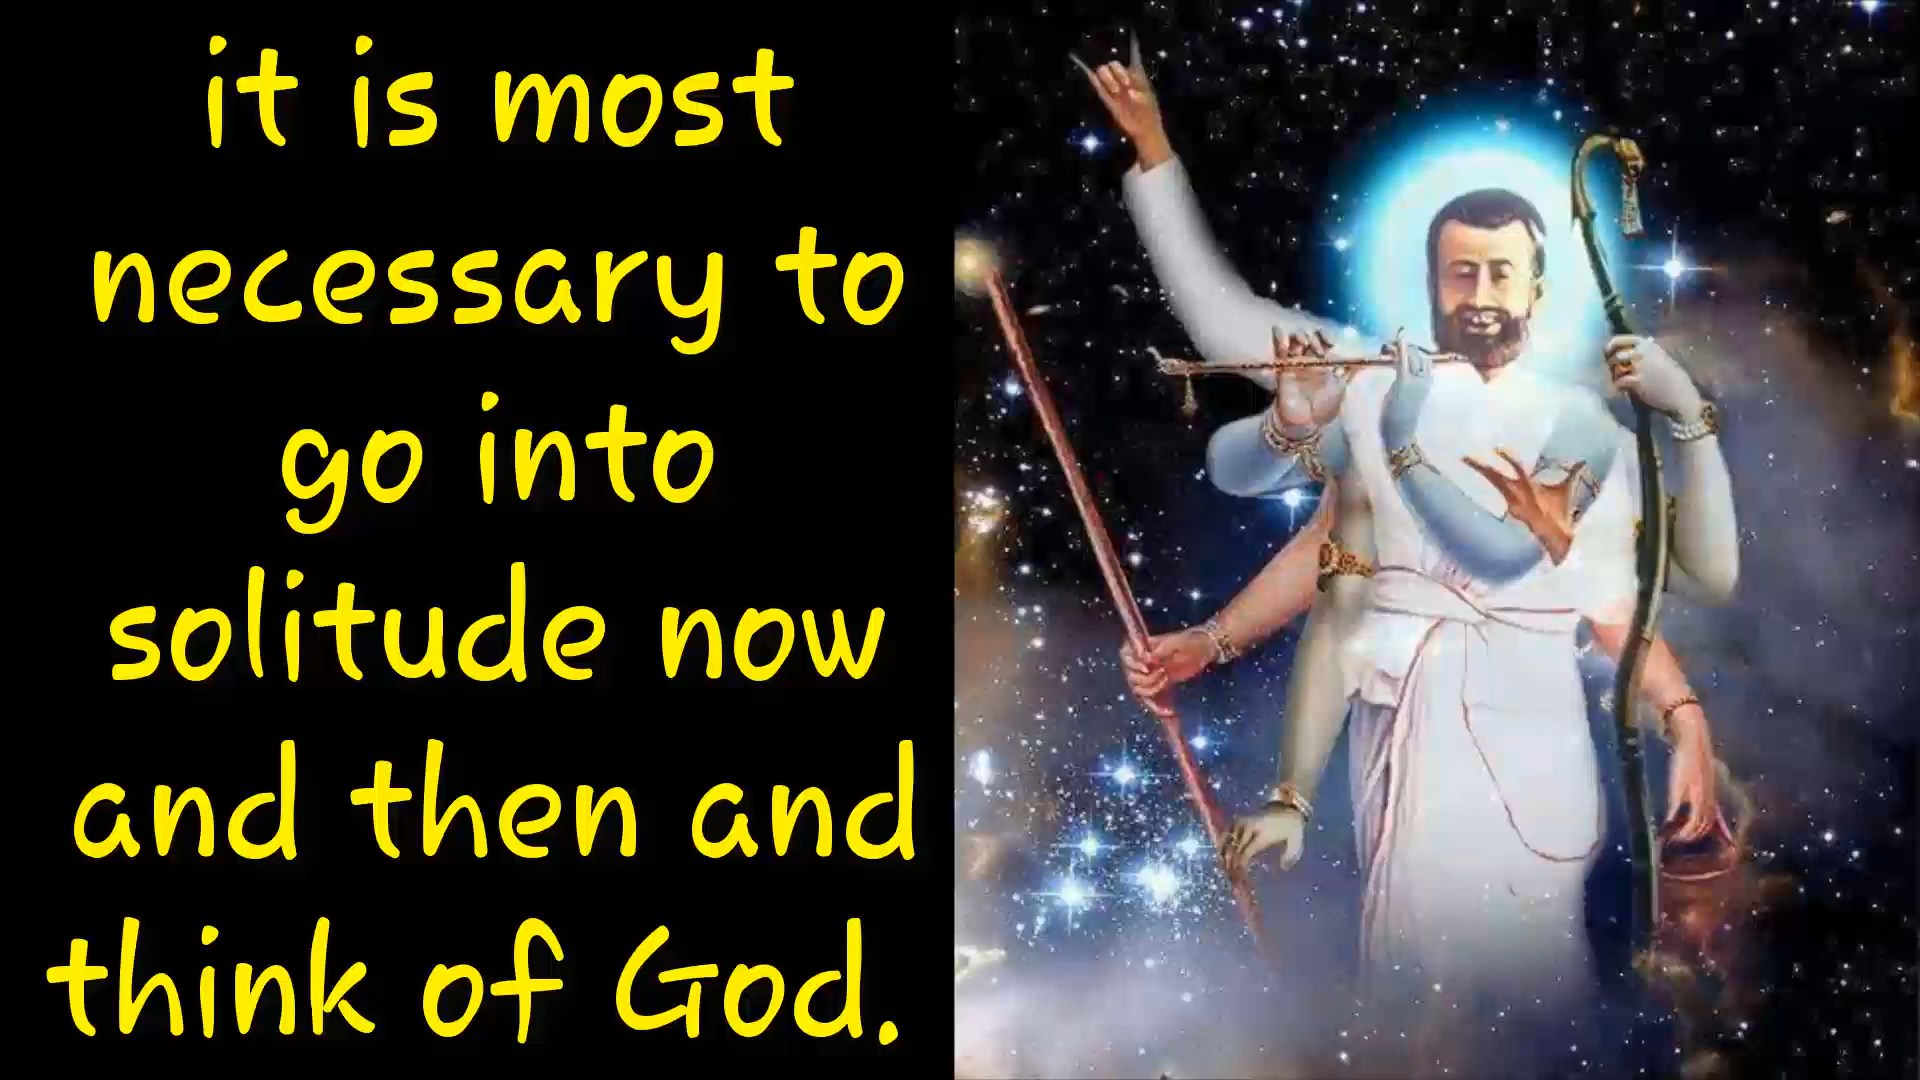 it is most
necessary to
go into
solitude now
and then and
think of God.